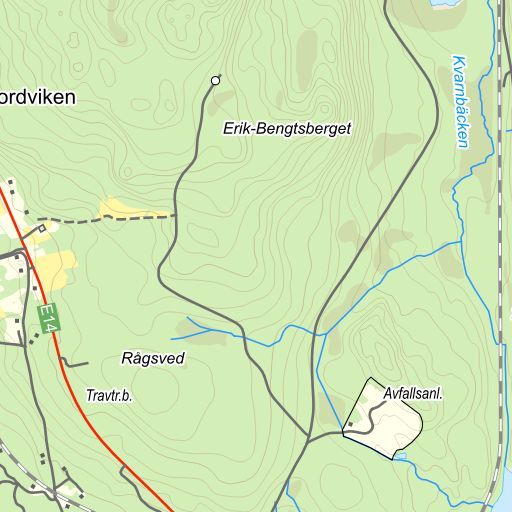 Kvarnbäcken
ordviken
Erik-Bengtsberget
E14
Rågsved
Travtr.b.
Avfallsanl.